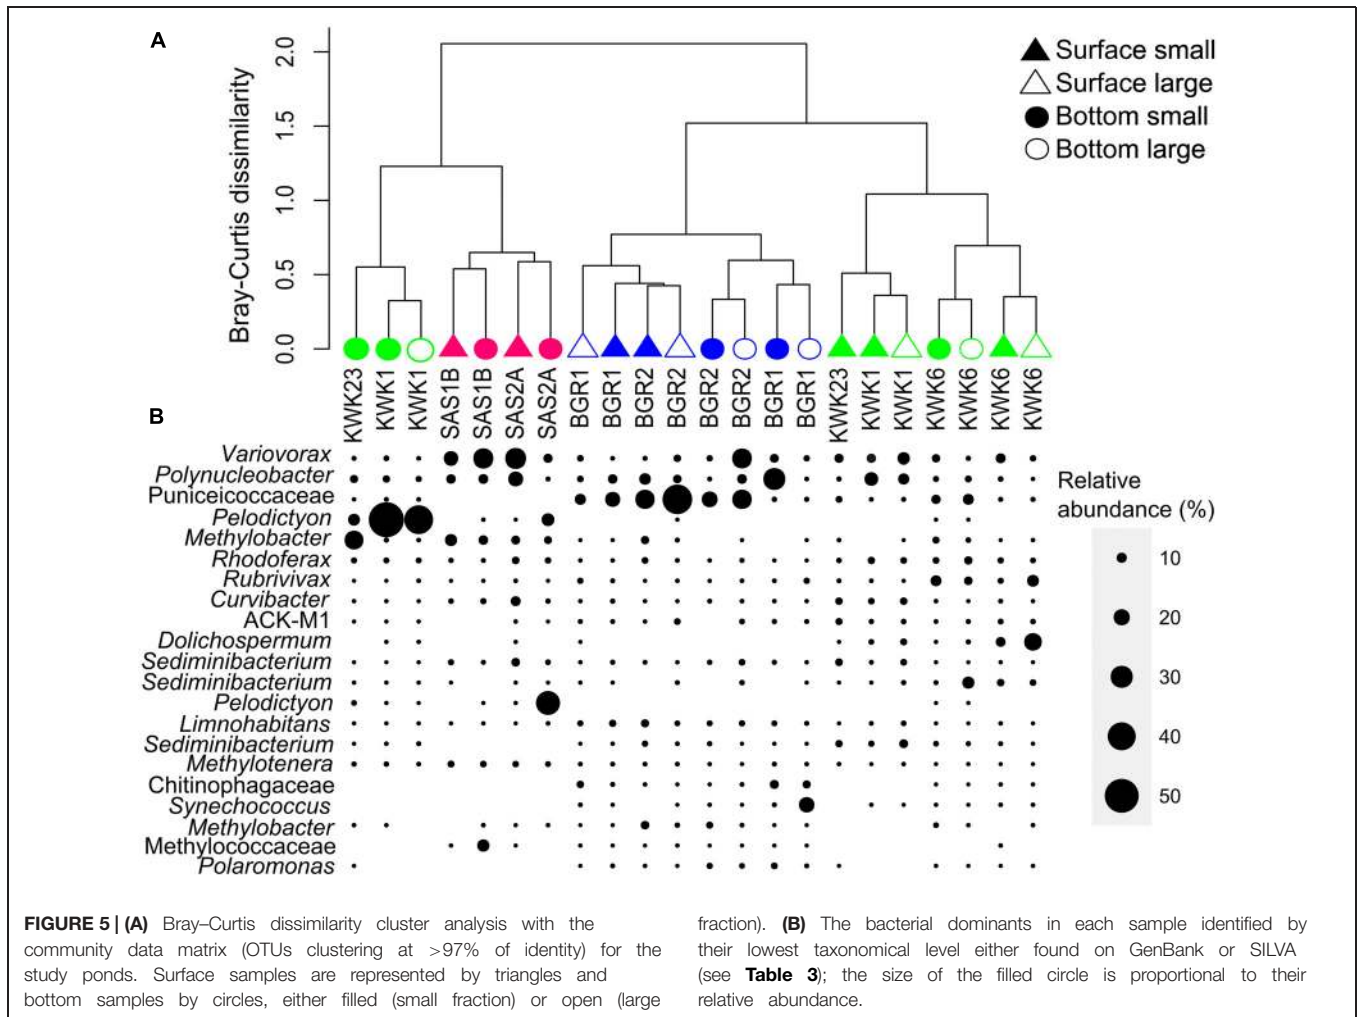 A
Bray-Curtis dissimilarity
2.0
1.5
1.0
0.5
0.0
Surface small
Surface large
Bottom small
Bottom large
KWK23
KWK1
KWK1
SAS1B
SAS1B
SAS2A
SAS2A
BGR1
BGR1
BGR2
BGR2
BGR2
BGR2
BGR1
BGR1
KWK23
KWK1
KWK1
KWK6
KWK6
KWK6
KWK6
B
Variovorax
Polynucleobacter
Puniceicoccaceae
Pelodictyon
Methylobacter
Rhodoferax
Rubrivivax
Curvibacter
ACK-M1
Dolichospermum
Sediminibacterium
Sediminibacterium
Pelodictyon
Limnohabitans
Sediminibacterium
Methylotenera
Chitinophagaceae
Synechococcus
Methylobacter
Methylococcaceae
Polaromonas
Relative
abundance (%)
10
20
30
40
50
FIGURE 5 | (A) Bray–Curtis dissimilarity cluster analysis with the
community data matrix (OTUs clustering at >97% of identity) for the
study ponds. Surface samples are represented by triangles and
bottom samples by circles, either filled (small fraction) or open (large
fraction). (B) The bacterial dominants in each sample identified by
their lowest taxonomical level either found on GenBank or SILVA
(see Table 3); the size of the filled circle is proportional to their
relative abundance.